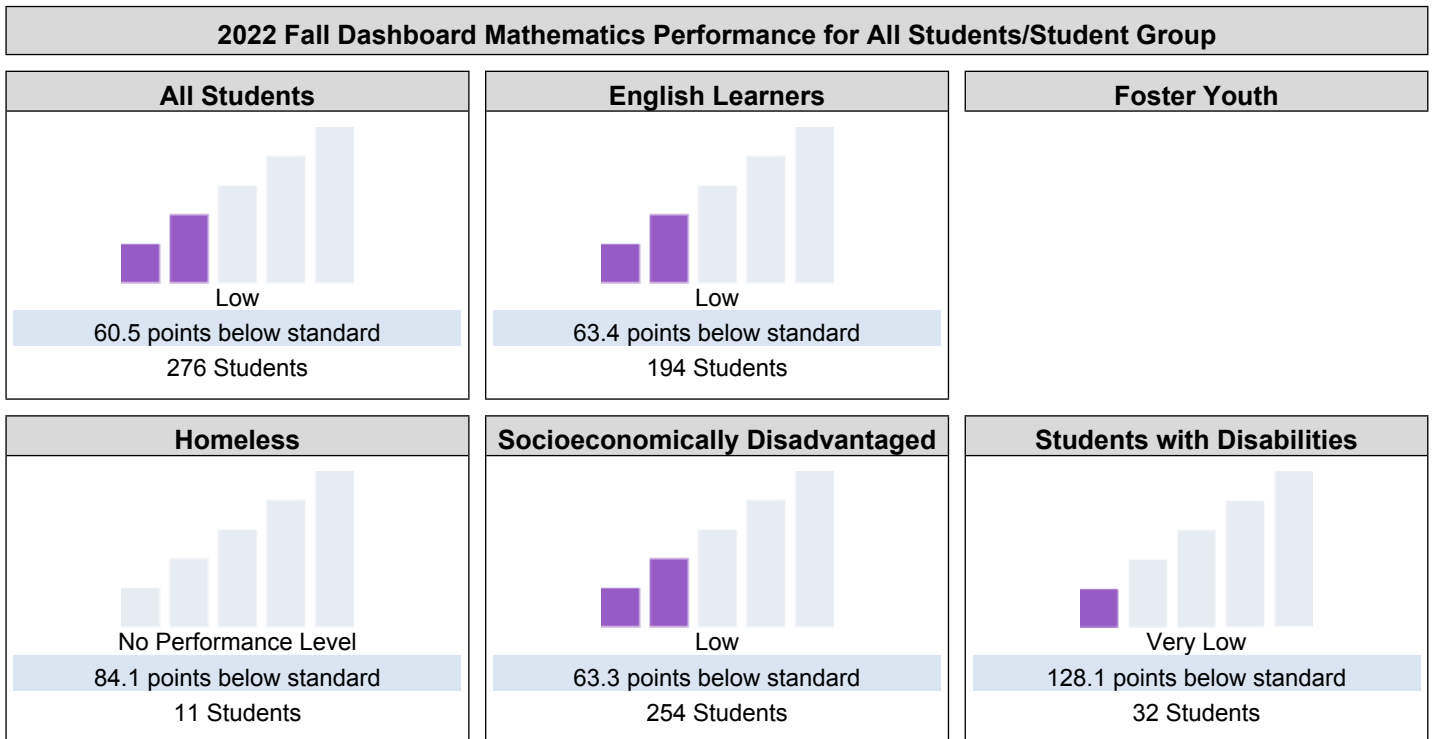 2022 Fall Dashboard Mathematics Performance for All Students/Student Group
All Students
Low
60.5 points below standard
276 Students
English Learners
Low
63.4 points below standard
194 Students
Foster Youth
Homeless
No Performance Level
84.1 points below standard
11 Students
Socioeconomically Disadvantaged
Low
63.3 points below standard
254 Students
Students with Disabilities
Very Low
128.1 points below standard
32 Students